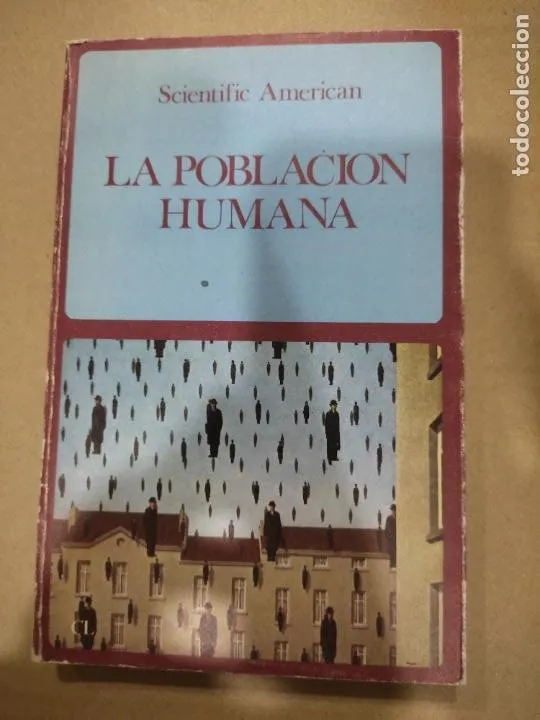 Scientific American
LA POBLACION
HUMANA
CL
todocoleccion